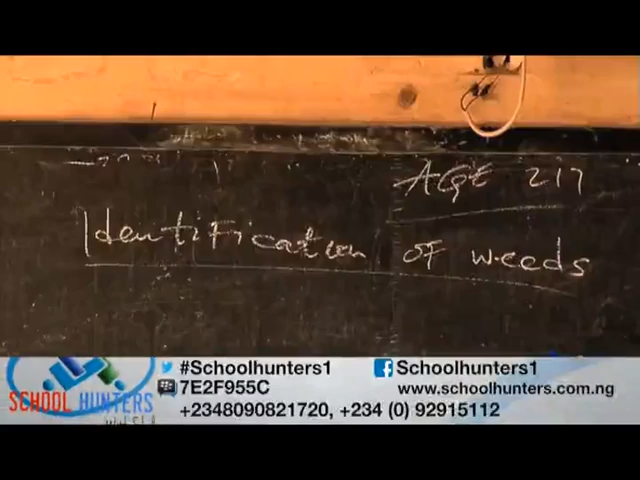 AGE 217
Identification of weeds
#Schoolhunters1
Schoolhunters1
7E2F955C
www.schoolhunters.com.ng
+2348090821720, +234 (0) 92915112
SCHOOL HUNTERS